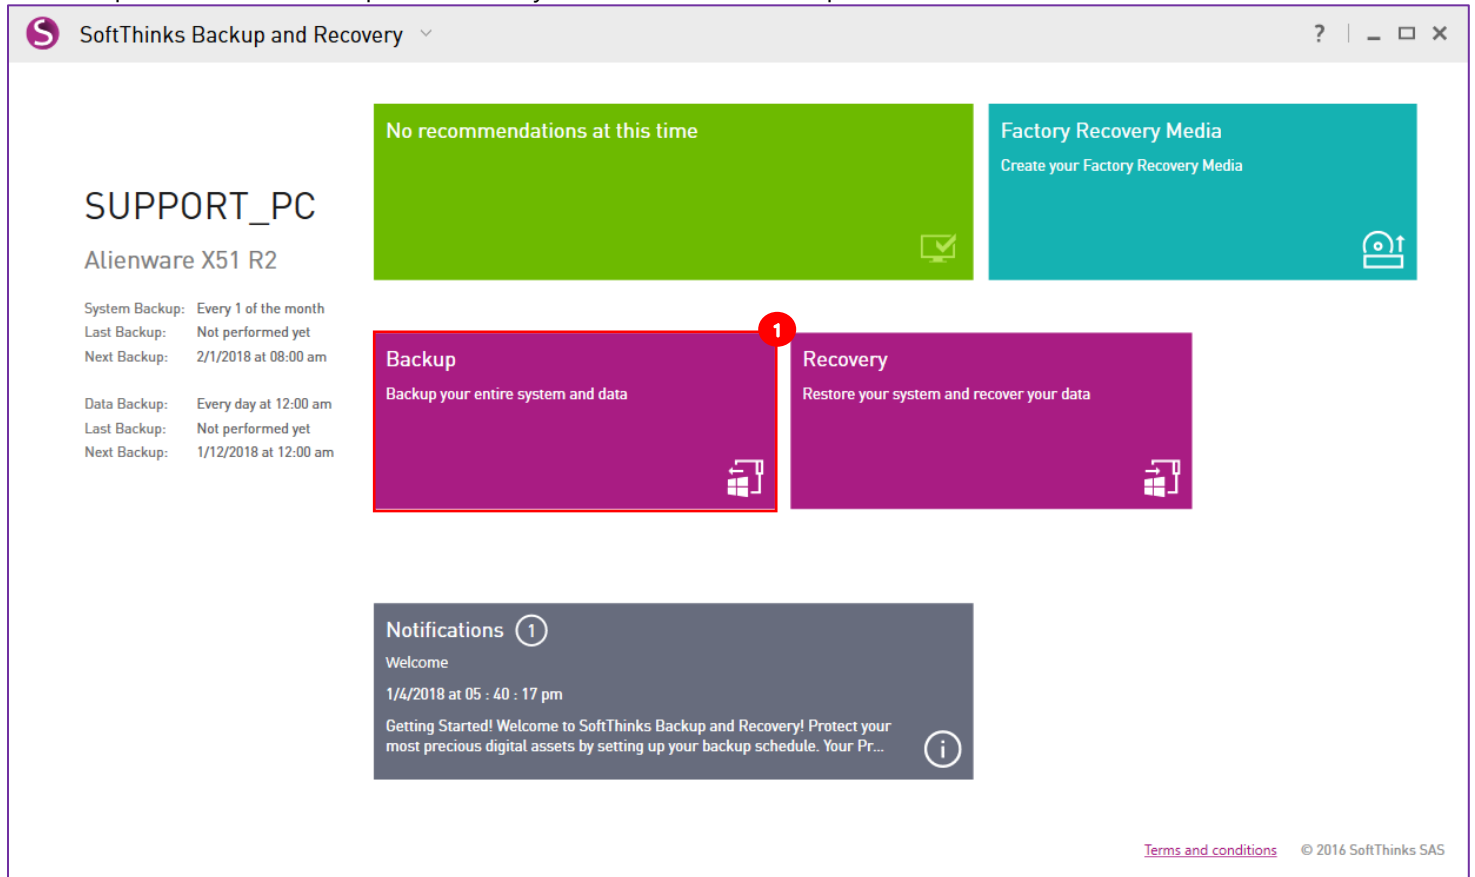 SoftThinks Backup and Recovery
?
No recommendations at this time
Factory Recovery Media
Create your Factory Recovery Media
SUPPORT_PC
Alienware X51 R2
System Backup: Every 1 of the month
Last Backup: Not performed yet
Next Backup: 2/1/2018 at 08:00 am
Data Backup: Every day at 12:00 am
Last Backup: Not performed yet
Next Backup: 1/12/2018 at 12:00 am
1
Backup
Backup your entire system and data
Recovery
Restore your system and recover your data
Notifications 1
Welcome
1/4/2018 at 05 : 40 : 17 pm
Getting Started! Welcome to SoftThinks Backup and Recovery! Protect your
most precious digital assets by setting up your backup schedule. Your Pr...
Terms and conditions © 2016 SoftThinks SAS